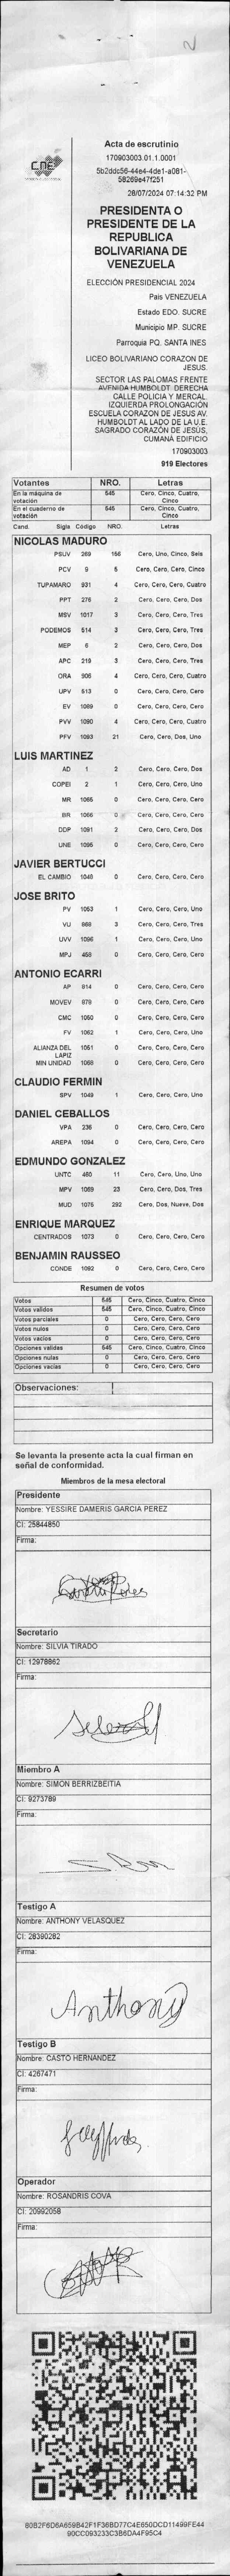 CNE
Acta de escrutinio
170903003.01.1.0001
5b2ddc56-44e4-4de1-a081-
58269e47f251
28/07/2024 07:14:32 PM
PRESIDENTA O
PRESIDENTE DE LA
REPUBLICA
BOLIVARIANA DE
VENEZUELA
ELECCIÓN PRESIDENCIAL 2024
Pais VENEZUELA
Estado EDO. SUCRE
Municipio MP. SUCRE
Parroquia PQ. SANTA INES
LICEO BOLIVARIANO CORAZON DE
JESUS.
SECTOR LAS PALOMAS FRENTE
AVENIDA HUMBOLDT. DERECHA
CALLE POLICIA Y MERCAL.
IZQUIERDA PROLONGACIÓN
ESCUELA CORAZON DE JESUS AV.
HUMBOLDT AL LADO DE LA U.E.
SAGRADO CORAZÓN DE JESUS,
CUMANÁ EDIFICIO
170903003
919 Electores
Votantes NRO. Letras
En la máquina de votación 545 Cero, Cinco, Cuatro, Cinco
En el cuaderno de votación 545 Cero, Cinco, Cuatro, Cinco
Cand. Sigla Código NRO. Letras
NICOLAS MADURO
PSUV 269 156 Cero, Uno, Cinco, Seis
PCV 9 5 Cero, Cero, Cero, Cinco
TUPAMARO 931 4 Cero, Cero, Cero, Cuatro
PPT 276 2 Cero, Cero, Cero, Dos
MSV 1017 3 Cero, Cero, Cero, Tres
PODEMOS 514 3 Cero, Cero, Cero, Tres
MEP 6 2 Cero, Cero, Cero, Dos
APC 219 3 Cero, Cero, Cero, Tres
ORA 906 4 Cero, Cero, Cero, Cuatro
UPV 513 0 Cero, Cero, Cero, Cero
EV 1089 0 Cero, Cero, Cero, Cero
PVV 1090 4 Cero, Cero, Cero, Cuatro
PFV 1093 21 Cero, Cero, Dos, Uno
LUIS MARTINEZ
AD 1 2 Cero, Cero, Cero, Dos
COPEI 2 1 Cero, Cero, Cero, Uno
MR 1065 0 Cero, Cero, Cero, Cero
BR 1066 0 Cero, Cero, Cero, Cero
DDP 1091 2 Cero, Cero, Cero, Dos
UNE 1095 0 Cero, Cero, Cero, Cero
JAVIER BERTUCCI
EL CAMBIO 1048 0 Cero, Cero, Cero, Cero
JOSE BRITO
PV 1053 1 Cero, Cero, Cero, Uno
VU 868 3 Cero, Cero, Cero, Tres
UVV 1096 1 Cero, Cero, Cero, Uno
MPJ 458 0 Cero, Cero, Cero, Cero
ANTONIO ECARRI
AP 814 0 Cero, Cero, Cero, Cero
MOVEV 878 0 Cero, Cero, Cero, Cero
CMC 1050 0 Cero, Cero, Cero, Cero
FV 1062 1 Cero, Cero, Cero, Uno
ALIANZA DEL LAPIZ 1051 0 Cero, Cero, Cero, Cero
MIN UNIDAD 1068 0 Cero, Cero, Cero, Cero
CLAUDIO FERMIN
SPV 1049 1 Cero, Cero, Cero, Uno
DANIEL CEBALLOS
VPA 236 0 Cero, Cero, Cero, Cero
AREPA 1094 0 Cero, Cero, Cero, Cero
EDMUNDO GONZALEZ
UNTC 460 11 Cero, Cero, Uno, Uno
MPV 1069 23 Cero, Cero, Dos, Tres
MUD 1075 292 Cero, Dos, Nueve, Dos
ENRIQUE MARQUEZ
CENTRADOS 1073 0 Cero, Cero, Cero, Cero
BENJAMIN RAUSSEO
CONDE 1082 0 Cero, Cero, Cero, Cero
Resumen de votos
Votos 545 Cero, Cinco, Cuatro, Cinco
Votos validos 545 Cero, Cinco, Cuatro, Cinco
Votos parciales 0 Cero, Cero, Cero, Cero
Votos nulos 0 Cero, Cero, Cero, Cero
Votos vacios 0 Cero, Cero, Cero, Cero
Opciones validas 545 Cero, Cinco, Cuatro, Cinco
Opciones nulas 0 Cero, Cero, Cero, Cero
Opciones vacias 0 Cero, Cero, Cero, Cero
Observaciones:
Se levanta la presente acta la cual firman en
señal de conformidad.
Miembros de la mesa electoral
Presidente
Nombre: YESSIRE DAMERIS GARCIA PEREZ
CI: 25844850
Firma:
Secretario
Nombre: SILVIA TIRADO
CI: 12978862
Firma:
Miembro A
Nombre: SIMON BERRIZBEITIA
CI: 9273789
Firma:
Testigo A
Nombre: ANTHONY VELASQUEZ
CI: 28390282
Firma:
Anthony
Testigo B
Nombre: CASTO HERNANDEZ
CI: 4267471
Firma:
Operador
Nombre: ROSANDRIS COVA
CI: 20992058
Firma:
80B2F6D6A659B42F1F36BD77C4E650DCD11499FE44
90CC093233C3B6DA4F95C4